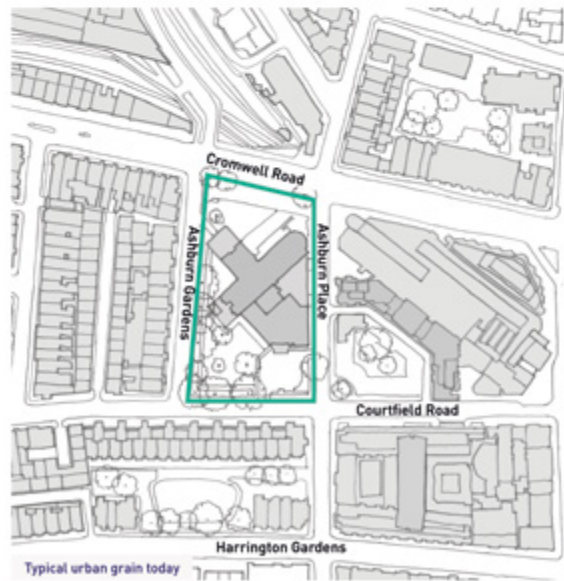 Cromwell Road
Ashburn Gardens
Ashburn Place
Courtfield Road
Harrington Gardens
Typical urban grain today